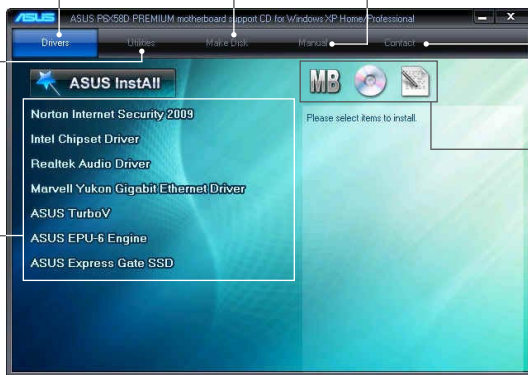 ASUS ASUS P6X58D PREMIUM motherboard support CD for Windows XP Home/Professional
Drivers Utilities Make Disk Manual Contact
ASUS InstAll
MB
Please select items to install.
Norton Internet Security 2009
Intel Chipset Driver
Realtek Audio Driver
Marvell Yukon Gigabit Ethernet Driver
ASUS TurboV
ASUS EPU-6 Engine
ASUS Express Gate SSD